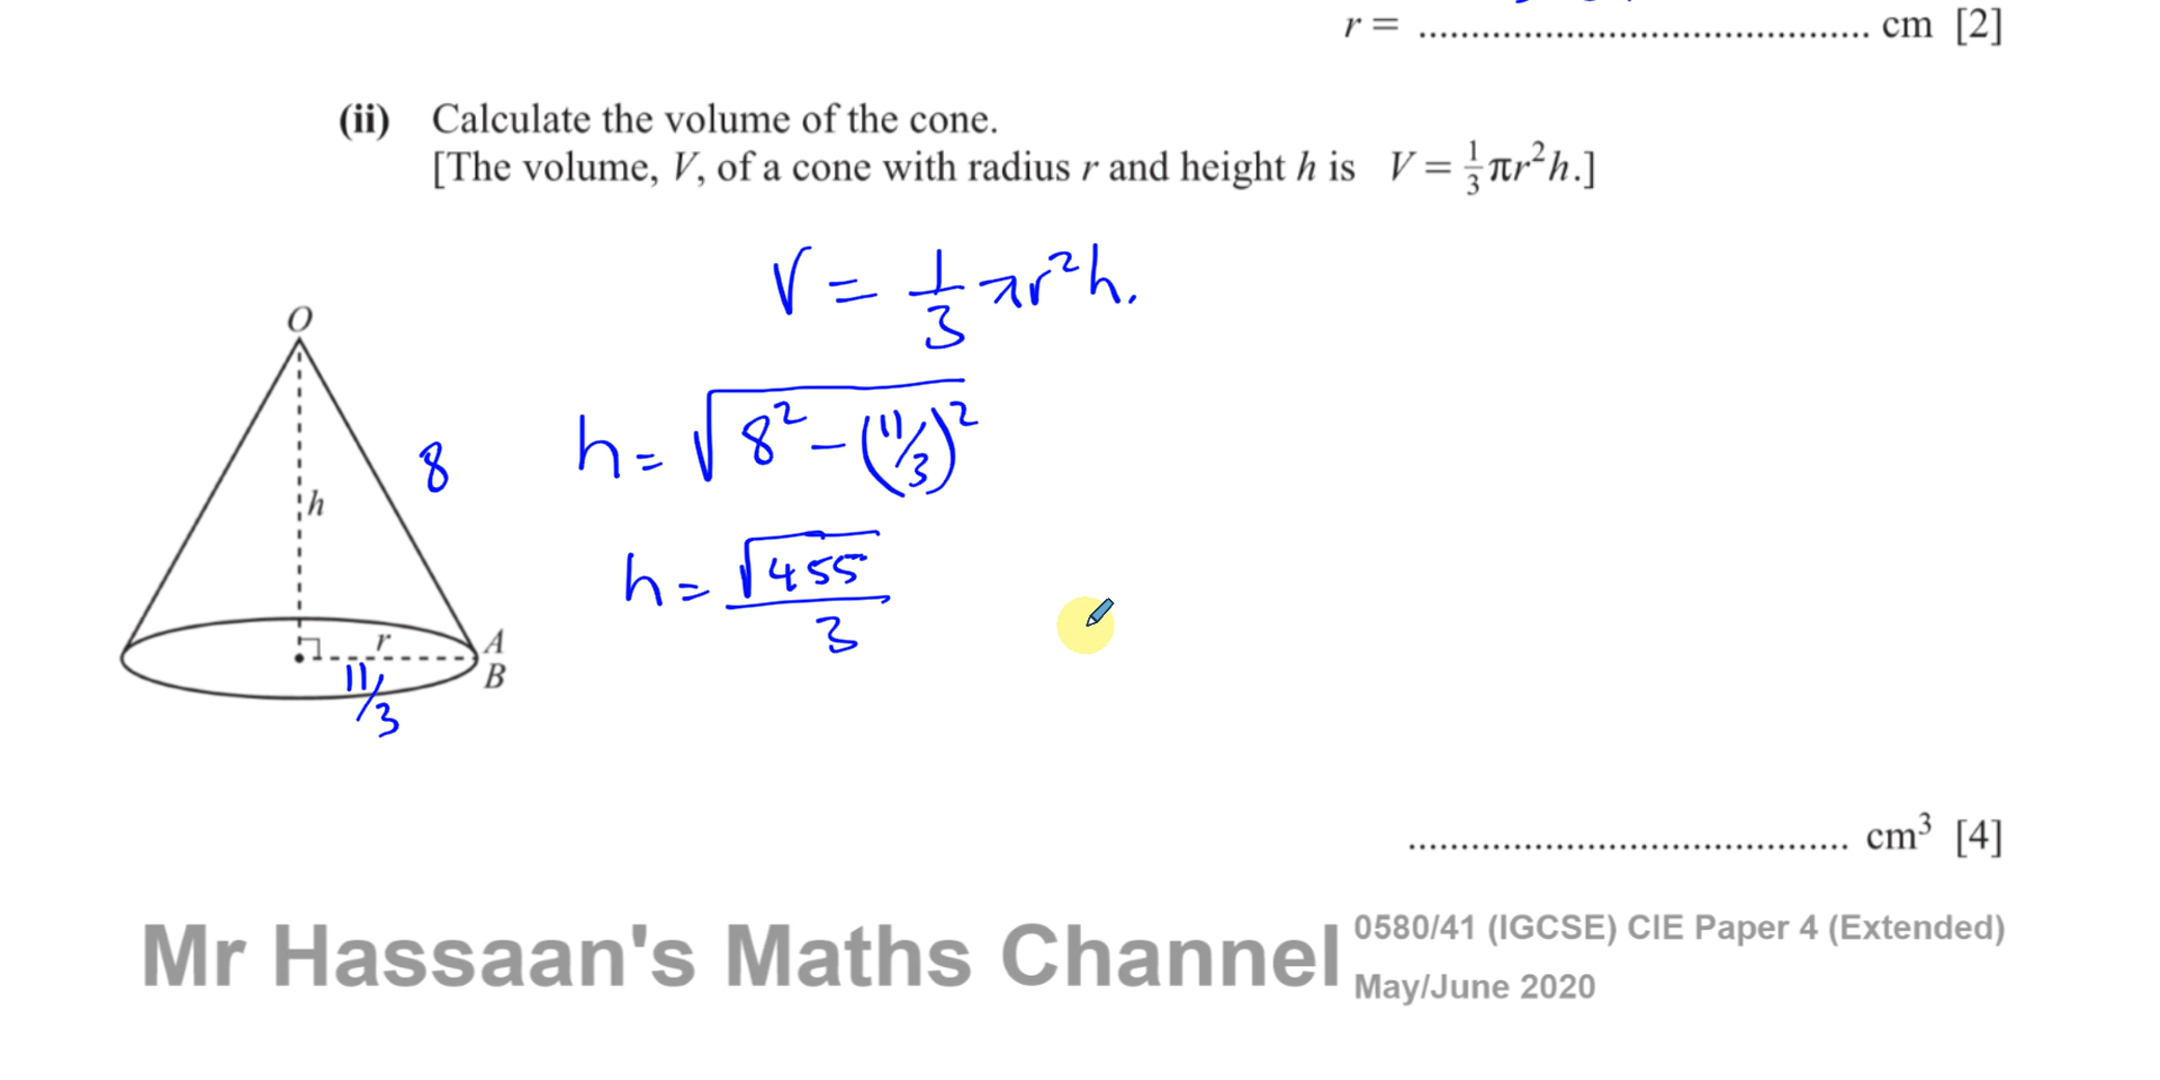 r = ........................................... cm [2]
(ii) Calculate the volume of the cone.
[The volume, V, of a cone with radius r and height h is V = 1/3 πr²h.]
V = 1/3 πr²h.
O
h = √(8² − (11/3)²)
8
h
h = √455 / 3
r
A
B
11/3
.......................................... cm³ [4]
Mr Hassaan's Maths Channel
0580/41 (IGCSE) CIE Paper 4 (Extended)
May/June 2020